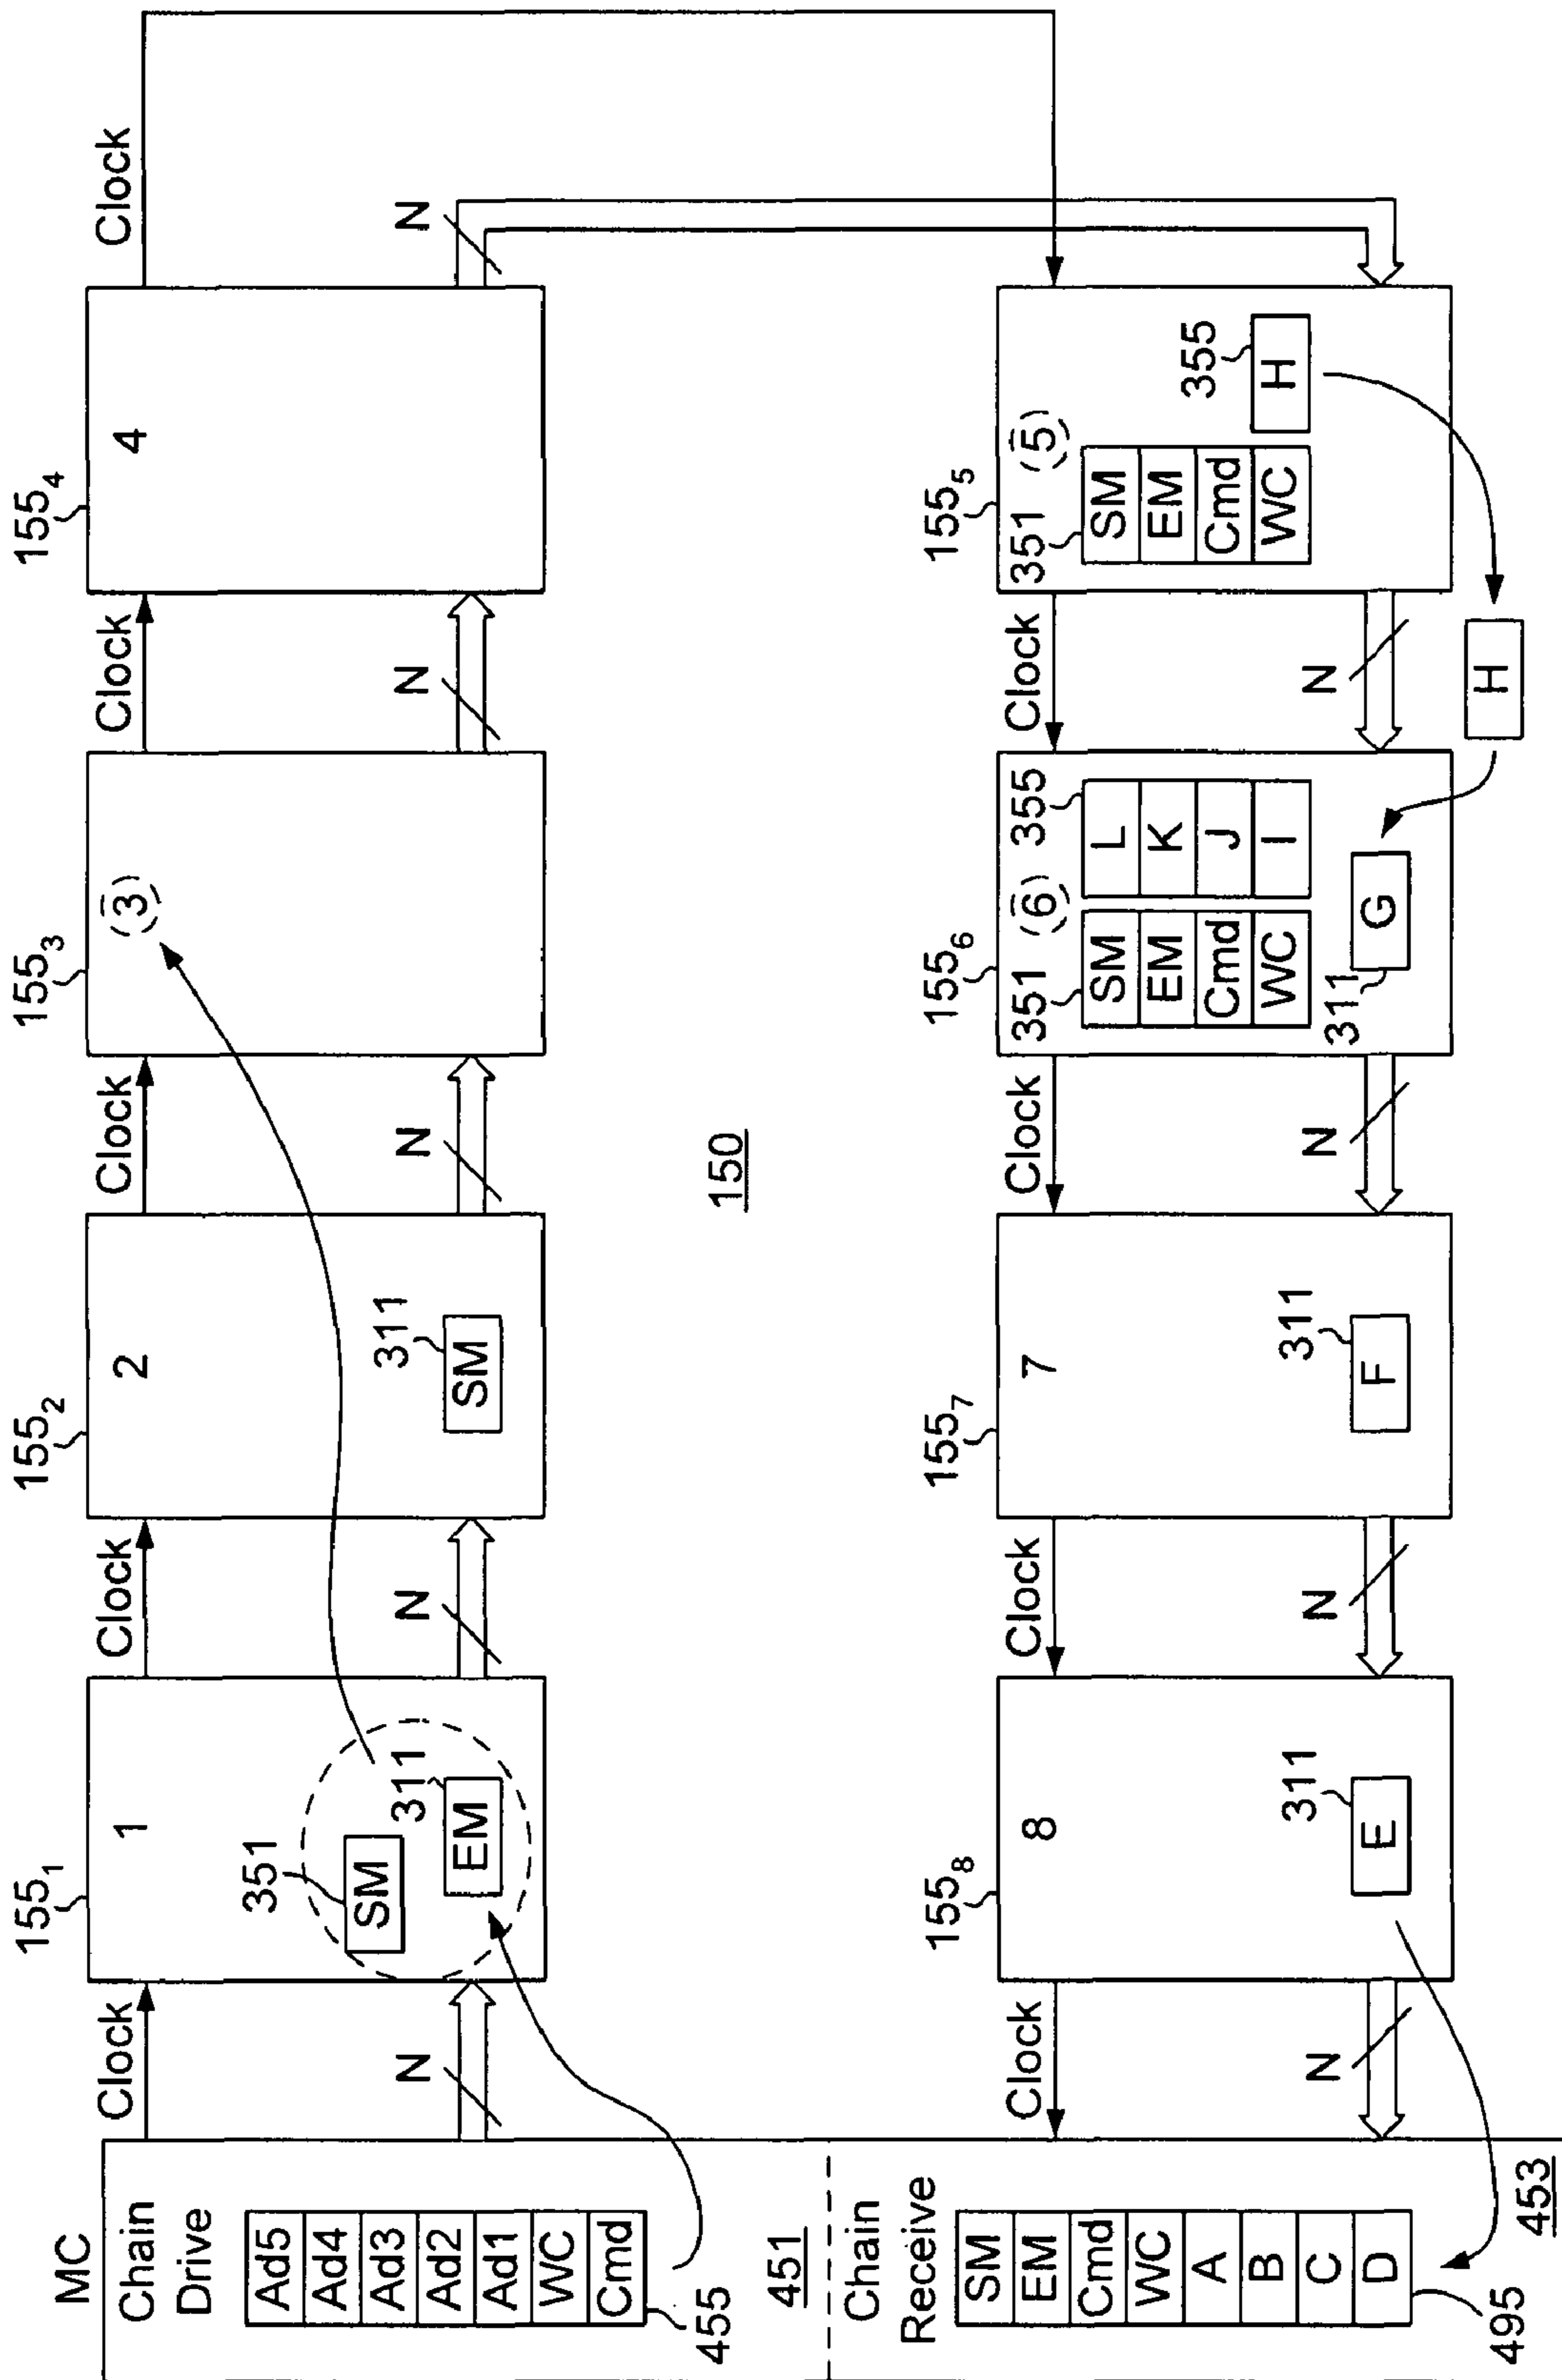 MC
Chain
Drive
Ad5
Ad4
Ad3
Ad2
Ad1
WC
Cmd
455
451
Clock
N
155₁
1
351
SM
311
EM
Clock
N
155₂
2
311
SM
Clock
N
155₃
(3)
Clock
N
155₄
4
Clock
N
150
Chain
Receive
SM
EM
Cmd
WC
A
B
C
D
495
453
Clock
N
155₈
8
311
E
Clock
N
155₇
7
311
F
Clock
N
155₆
351
(6)
355
SM
EM
Cmd
WC
L
K
J
I
311
G
Clock
N
H
155₅
351
(5)
SM
EM
Cmd
WC
355
H